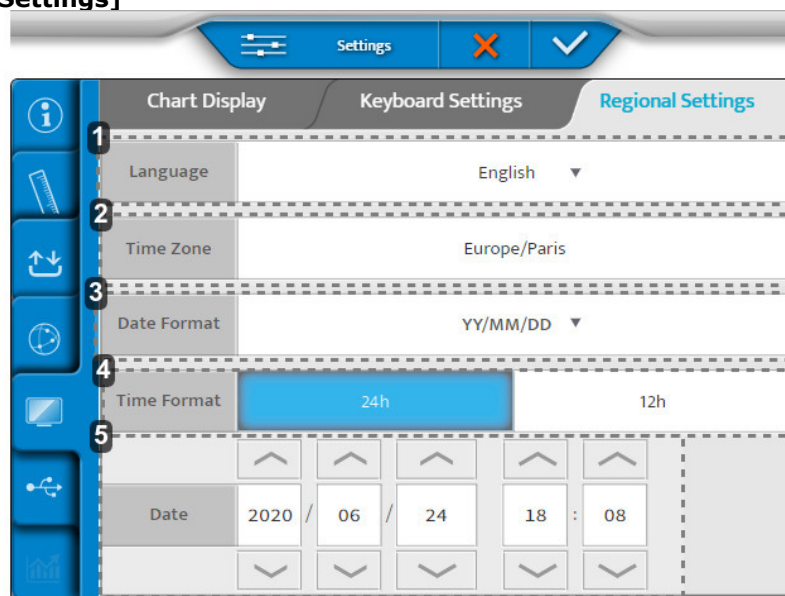 Settings]
Settings
Chart Display Keyboard Settings Regional Settings
1
Language English
2
Time Zone Europe/Paris
3
Date Format YY/MM/DD
4
Time Format 24h 12h
5
Date 2020 / 06 / 24 18 : 08